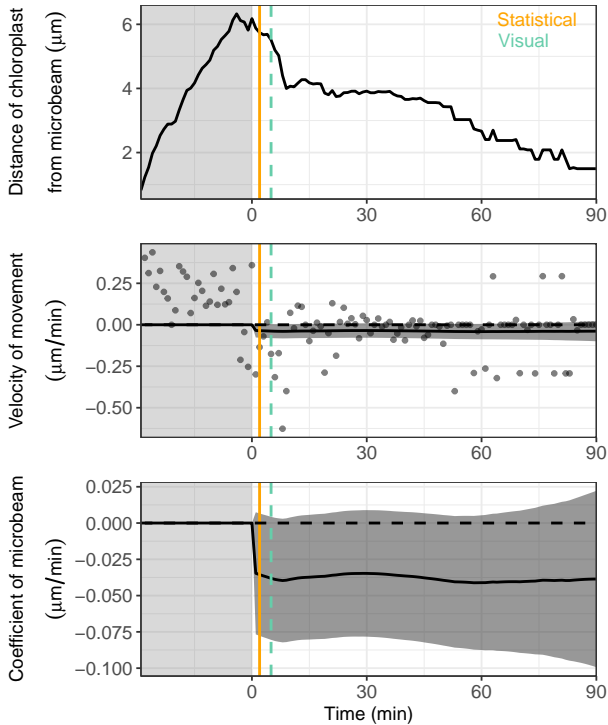 Distance of chloroplast
from microbeam (μm)
6
4
2
Statistical
Visual
0
30
60
90
Velocity of movement
(μm/min)
0.25
0.00
−0.25
−0.50
0
30
60
90
Coefficient of microbeam
(μm/min)
0.025
0.000
−0.025
−0.050
−0.075
−0.100
0
30
60
90
Time (min)